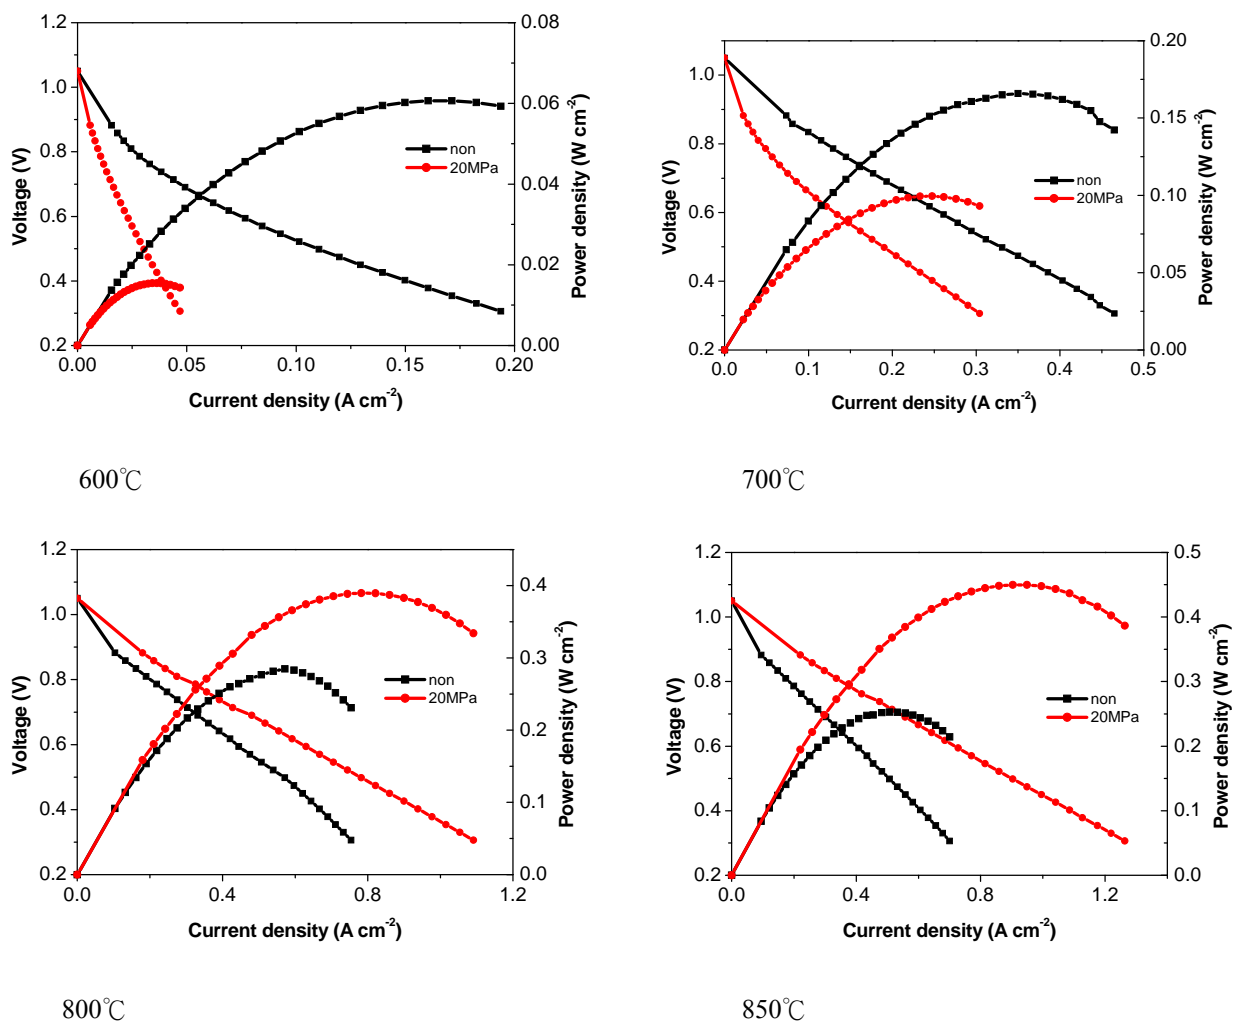 1.2
1.0
0.8
0.6
0.4
0.2
Voltage (V)
0.08
0.06
0.04
0.02
0.00
Power density (W cm⁻²)
non
20MPa
0.00 0.05 0.10 0.15 0.20
Current density (A cm⁻²)
600℃
1.2
1.0
0.8
0.6
0.4
0.2
Voltage (V)
0.20
0.15
0.10
0.05
0.00
Power density (W cm⁻²)
non
20MPa
0.0 0.1 0.2 0.3 0.4 0.5
Current density (A cm⁻²)
700℃
1.2
1.0
0.8
0.6
0.4
0.2
Voltage (V)
0.4
0.3
0.2
0.1
0.0
Power density (W cm⁻²)
non
20MPa
0.0 0.4 0.8 1.2
Current density (A cm⁻²)
800℃
1.2
1.0
0.8
0.6
0.4
0.2
Voltage (V)
0.5
0.4
0.3
0.2
0.1
0.0
Power density (W cm⁻²)
non
20MPa
0.0 0.4 0.8 1.2
Current density (A cm⁻²)
850℃